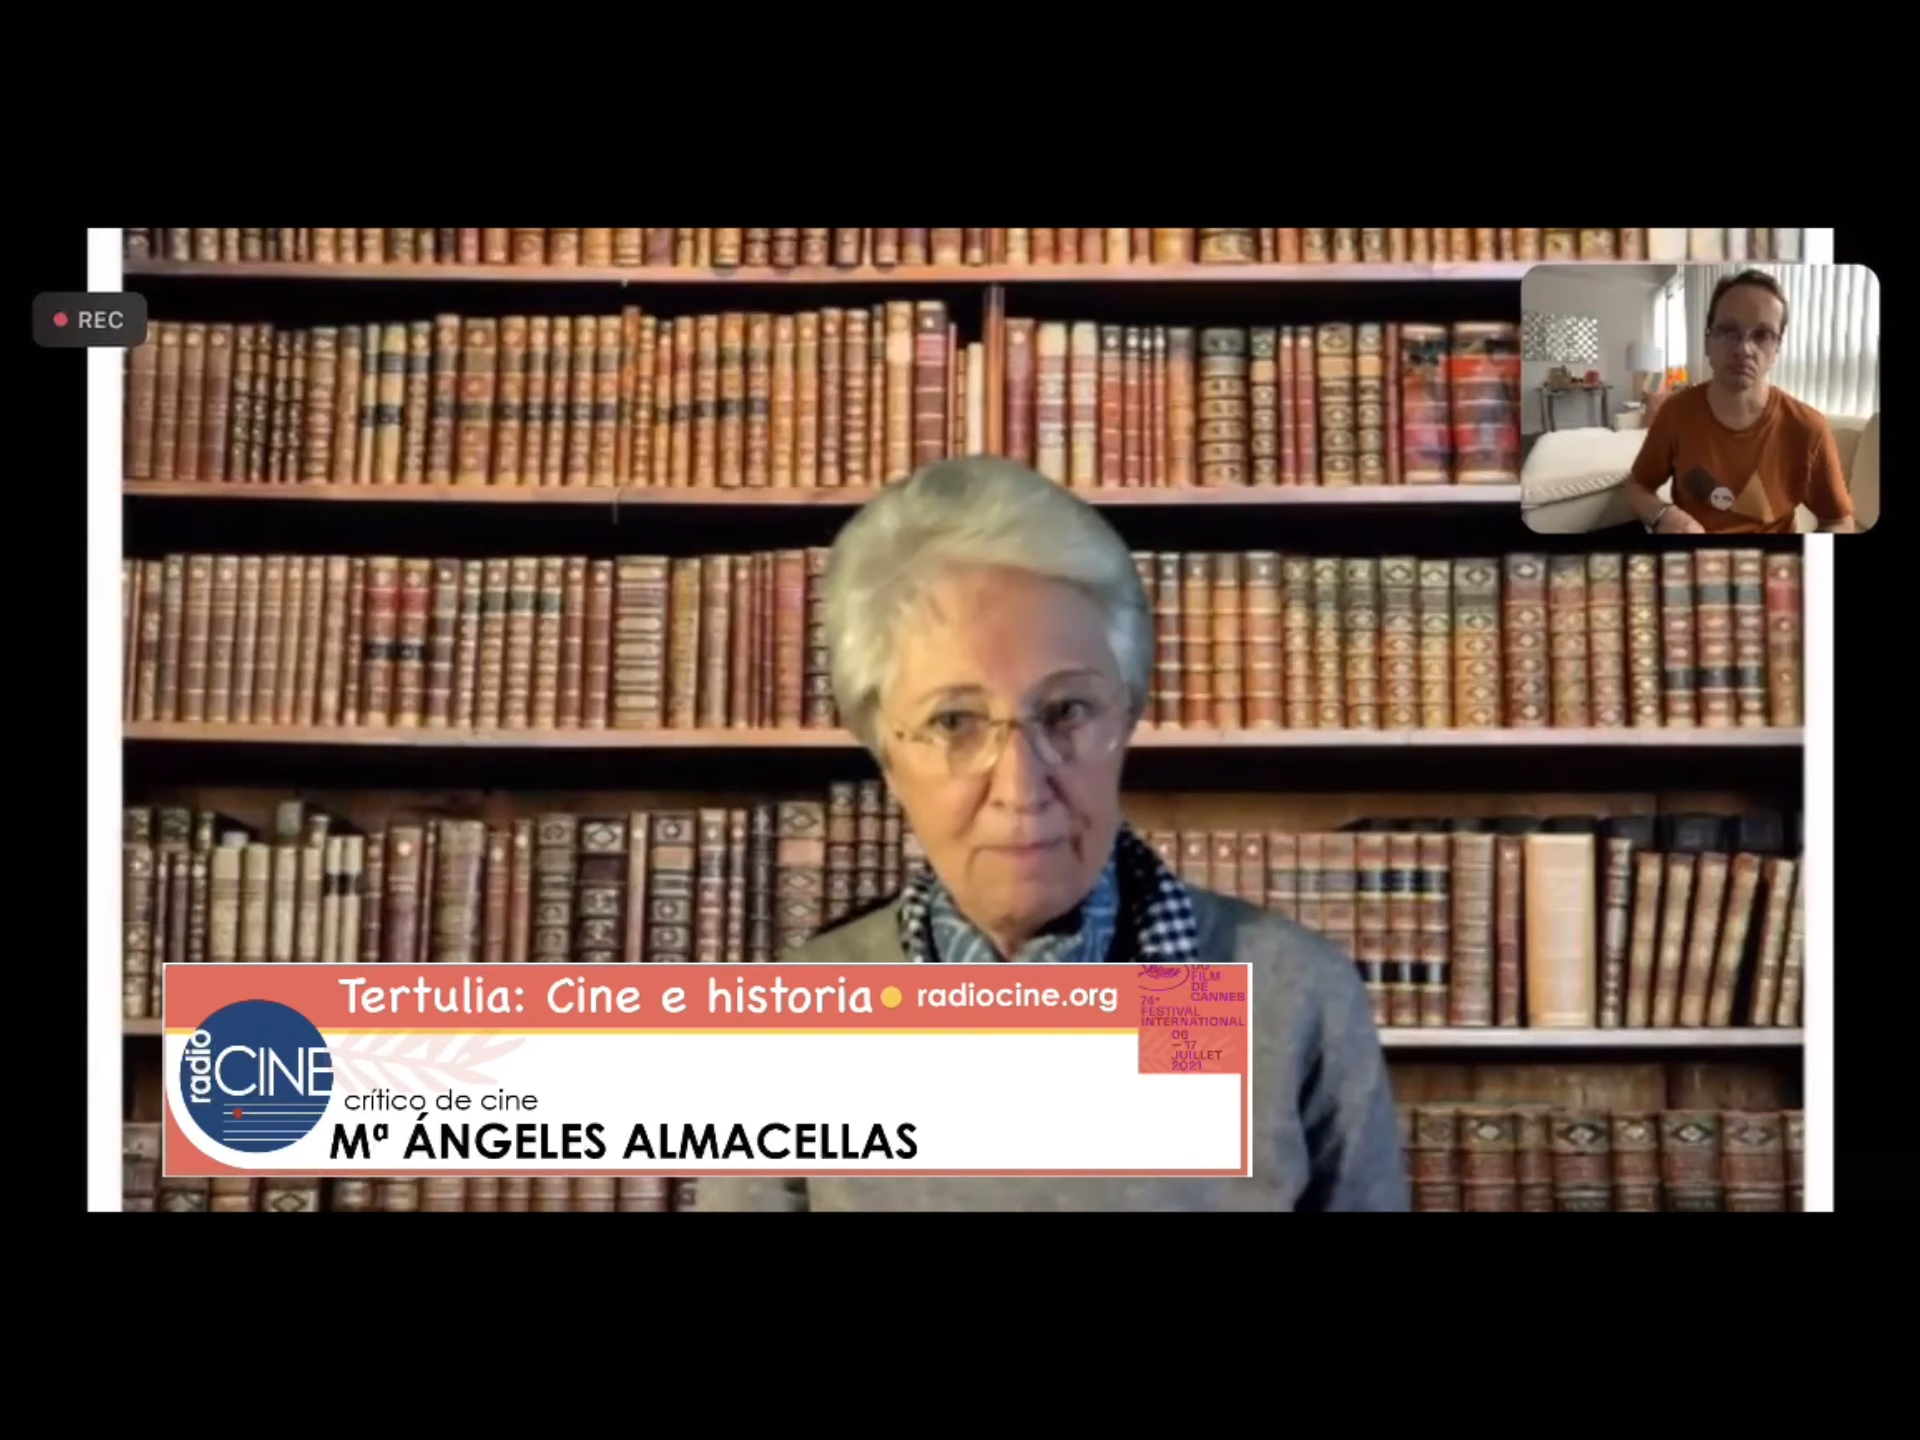 REC
Tertulia: Cine e historia
radiocine.org
DU
FILM
DE
CANNES
74e
FESTIVAL
INTERNATIONAL
06
–17
JUILLET
2021
radio
CINE
crítico de cine
Mª ÁNGELES ALMACELLAS